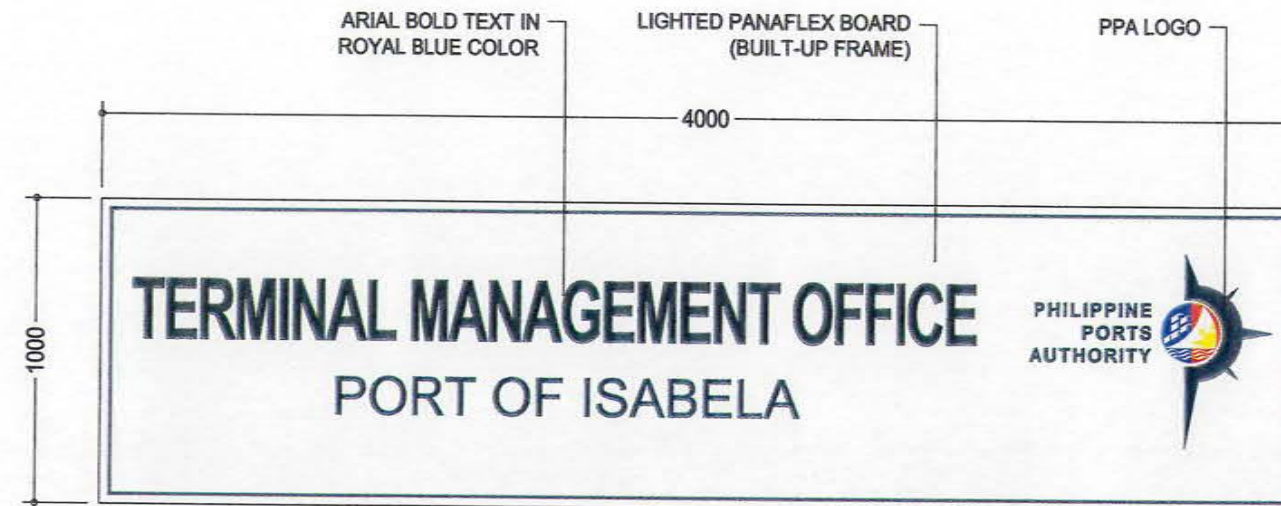 ARIAL BOLD TEXT IN
ROYAL BLUE COLOR
LIGHTED PANAFLEX BOARD
(BUILT-UP FRAME)
PPA LOGO
4000
1000
TERMINAL MANAGEMENT OFFICE
PORT OF ISABELA
PHILIPPINE
PORTS
AUTHORITY